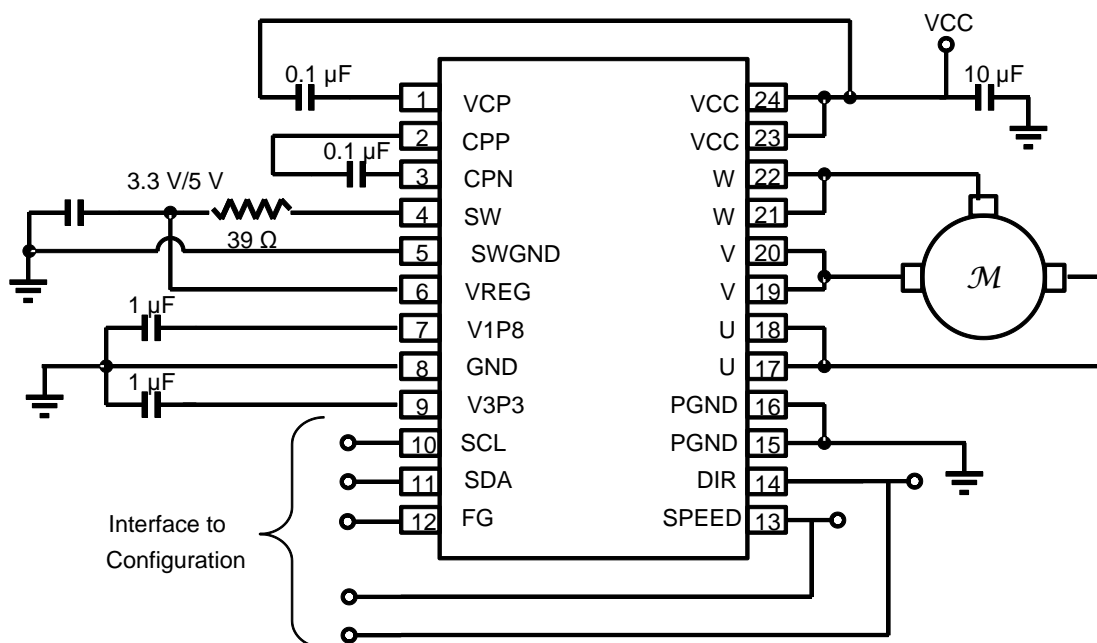 VCC
0.1 µF
10 µF
1 VCP VCC 24
2 CPP VCC 23
0.1 µF
3 CPN W 22
3.3 V/5 V
4 SW W 21
39 Ω
5 SWGND V 20
M
6 VREG V 19
1 µF
7 V1P8 U 18
8 GND U 17
1 µF
9 V3P3 PGND 16
10 SCL PGND 15
11 SDA DIR 14
12 FG SPEED 13
Interface to
Configuration